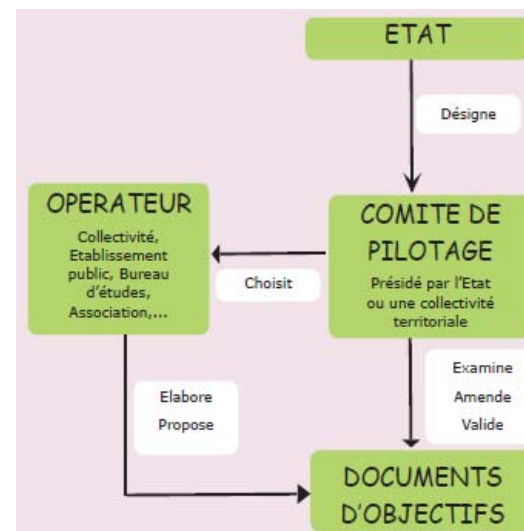 ETAT
Désigne
OPERATEUR
Collectivité,
Etablissement
public, Bureau
d'études,
Association,...
Choisit
COMITE DE
PILOTAGE
Présidé par l'Etat
ou une collectivité
territoriale
Elabore
Propose
Examine
Amende
Valide
DOCUMENTS
D'OBJECTIFS